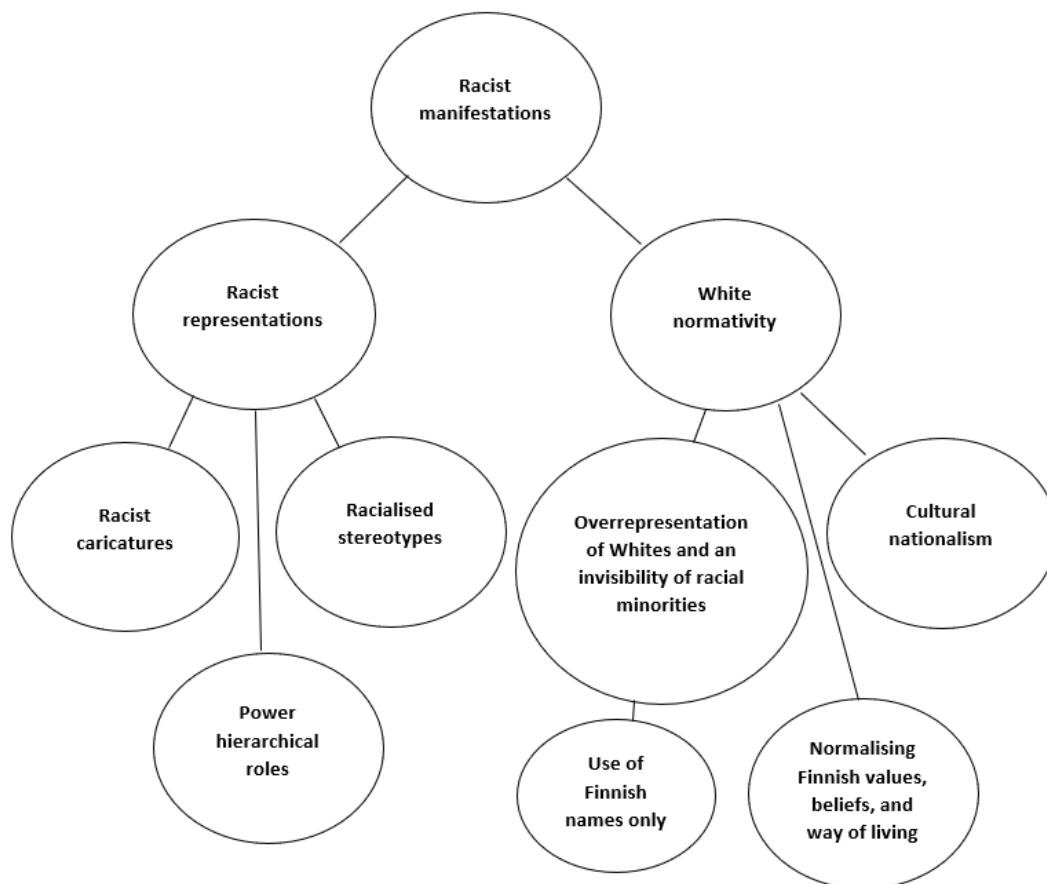 Racist
manifestations
Racist
representations
White
normativity
Racist
caricatures
Racialised
stereotypes
Overrepresentation
of Whites and an
invisibility of racial
minorities
Cultural
nationalism
Power
hierarchical
roles
Use of
Finnish
names only
Normalising
Finnish values,
beliefs, and
way of living